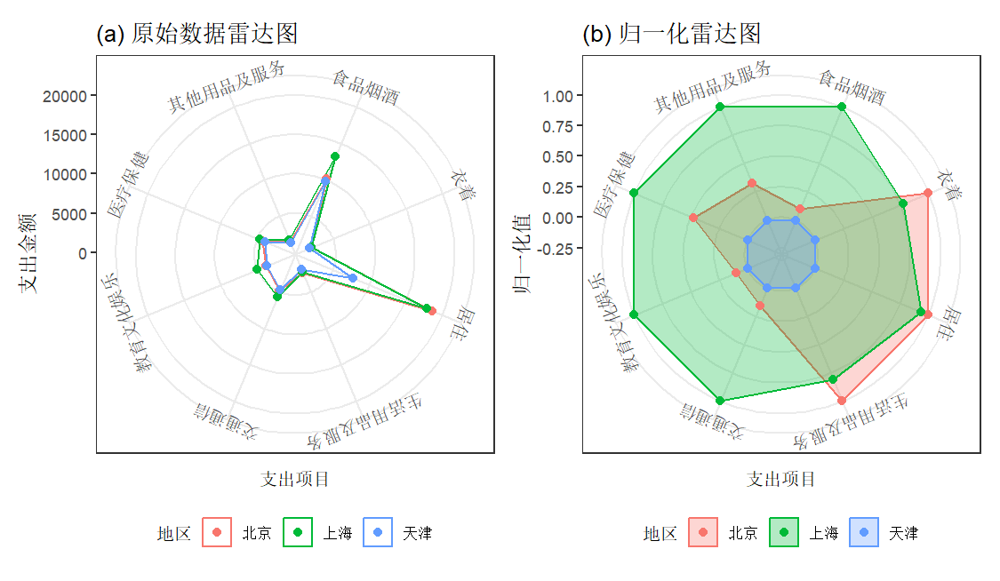 (a) 原始数据雷达图
其他用品及服务
食品烟酒
医疗保健
衣着
教育文化娱乐
居住
交通通信
生活用品及服务
20000
15000
10000
5000
0
支出金额
支出项目
地区 北京 上海 天津
(b) 归一化雷达图
其他用品及服务
食品烟酒
医疗保健
衣着
教育文化娱乐
居住
交通通信
生活用品及服务
1.00
0.75
0.50
0.25
0.00
-0.25
归一化值
支出项目
地区 北京 上海 天津